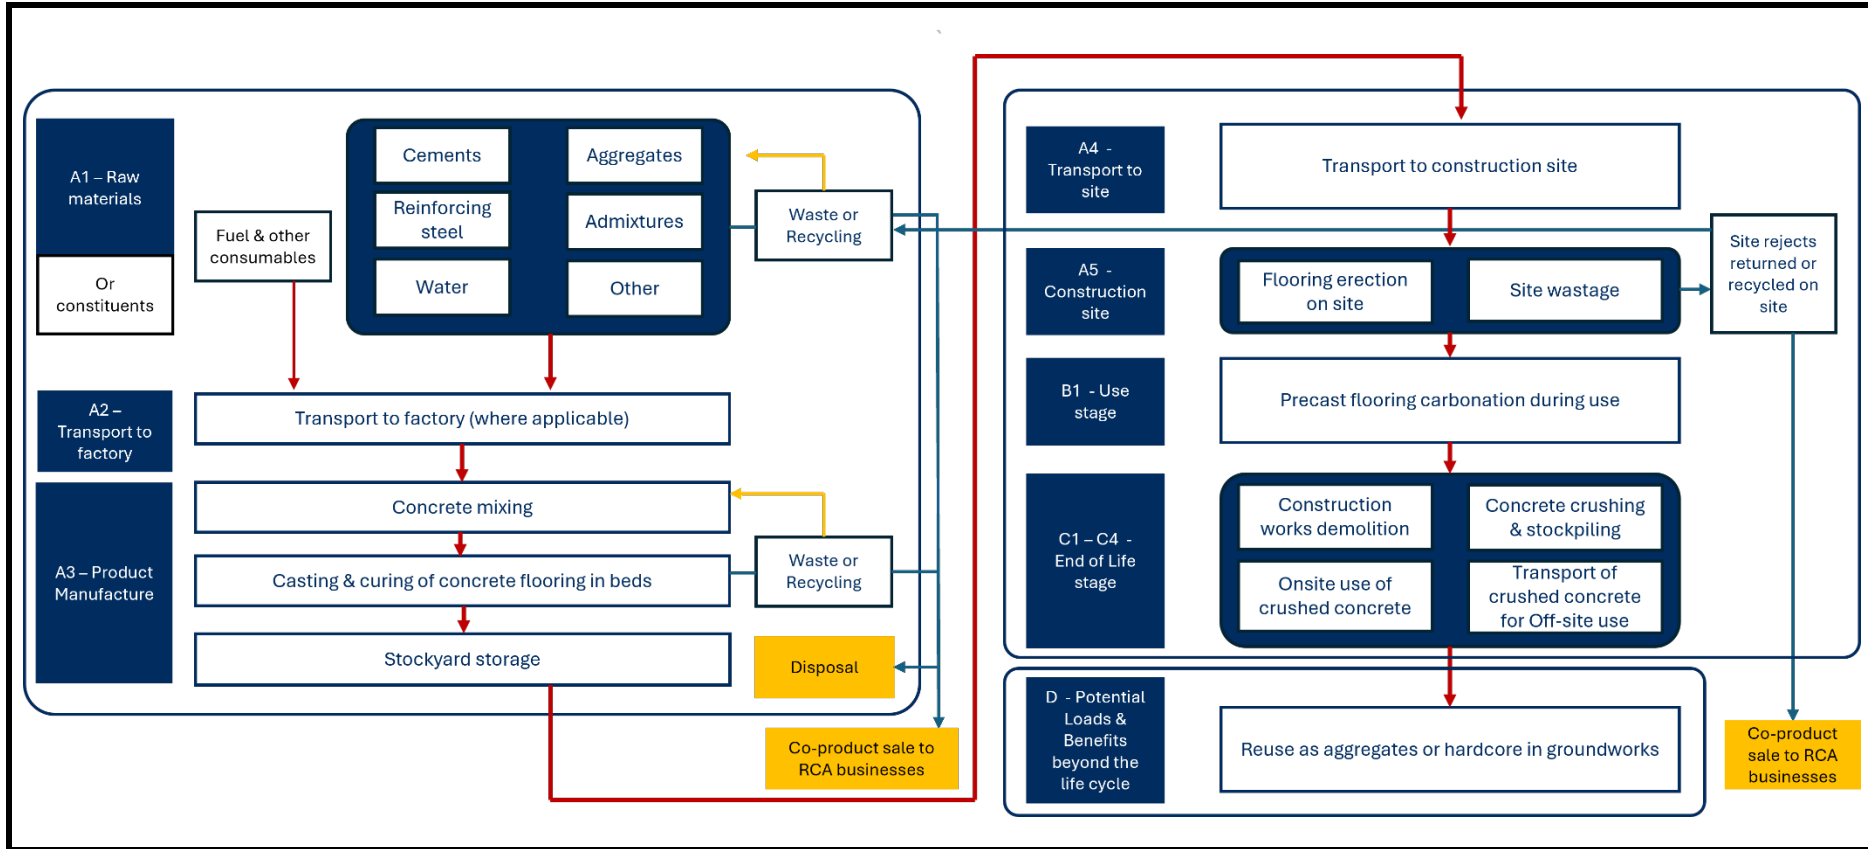 A1 – Raw
materials
Or
constituents
Fuel & other
consumables
Cements
Aggregates
Reinforcing
steel
Admixtures
Water
Other
Waste or
Recycling
A2 –
Transport to
factory
Transport to factory (where applicable)
A3 – Product
Manufacture
Concrete mixing
Casting & curing of concrete flooring in beds
Waste or
Recycling
Stockyard storage
Disposal
Co-product sale to
RCA businesses
A4 -
Transport to
site
Transport to construction site
A5 -
Construction
site
Flooring erection
on site
Site wastage
Site rejects
returned or
recycled on
site
B1 - Use
stage
Precast flooring carbonation during use
C1 – C4 -
End of Life
stage
Construction
works demolition
Concrete crushing
& stockpiling
Onsite use of
crushed concrete
Transport of
crushed concrete
for Off-site use
D - Potential
Loads &
Benefits
beyond the
life cycle
Reuse as aggregates or hardcore in groundworks
Co-product
sale to RCA
businesses